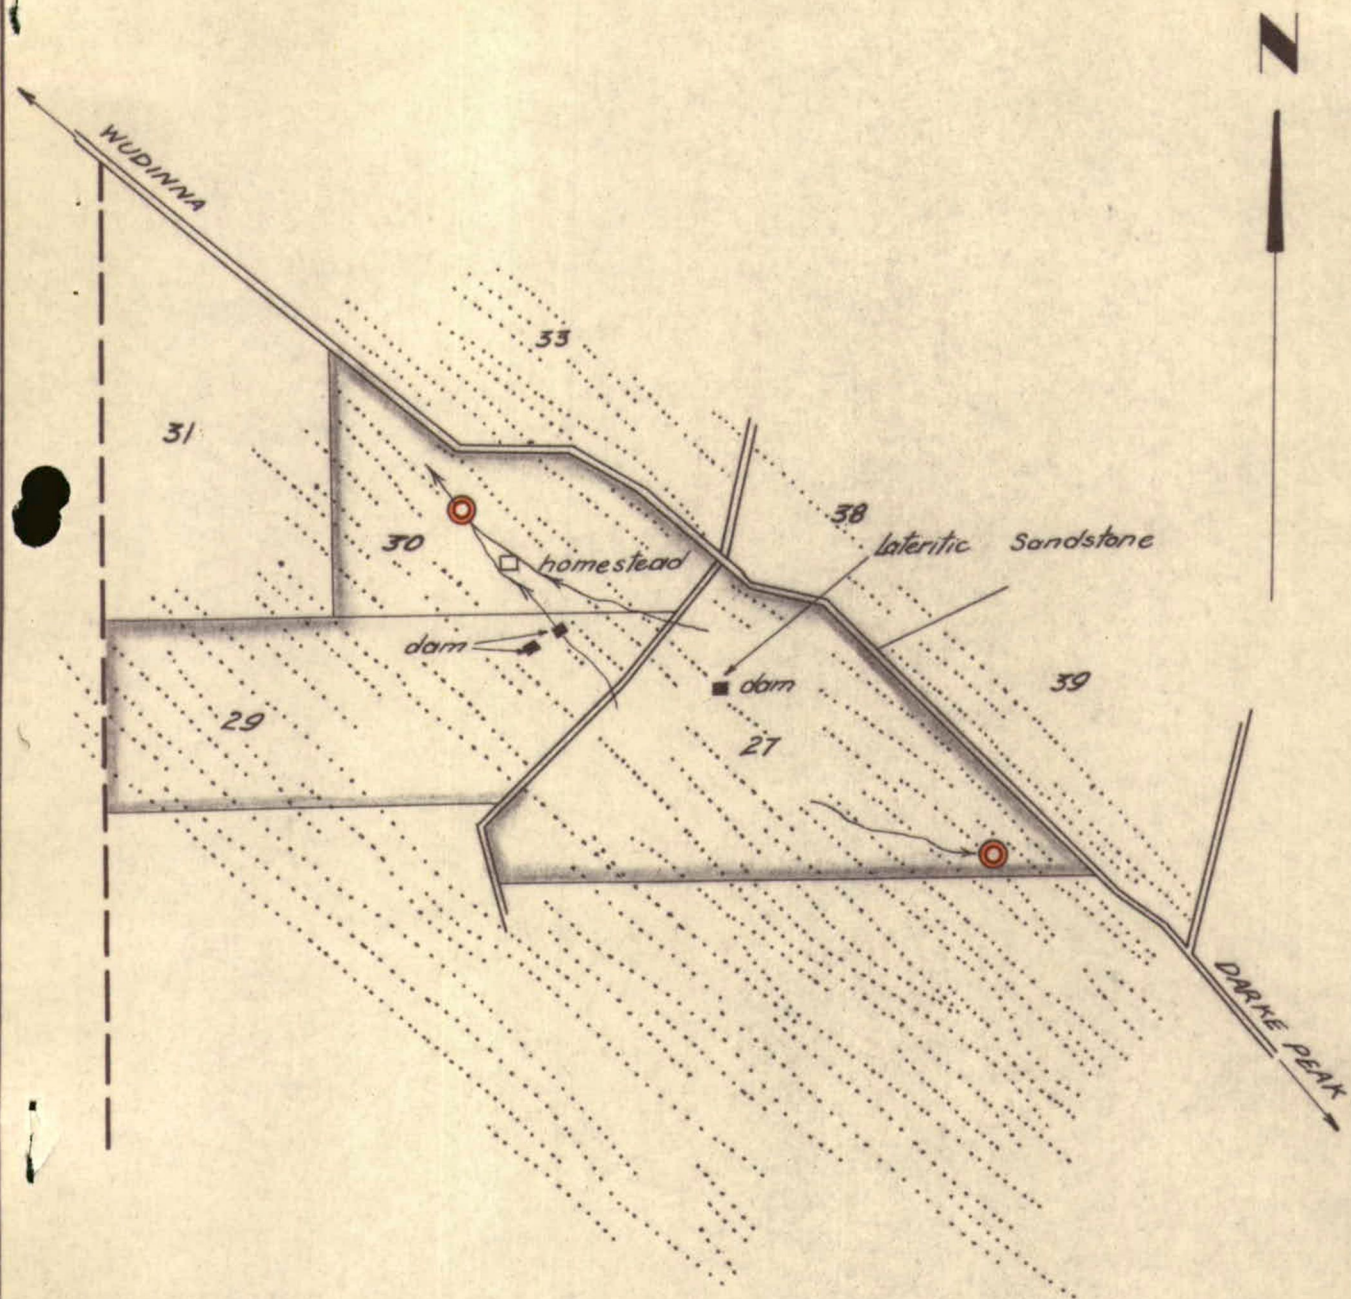 N
WUDINNA
33
31
38
Lateritic Sandstone
30
homestead
dam
dam
39
29
27
DARKE PEAK